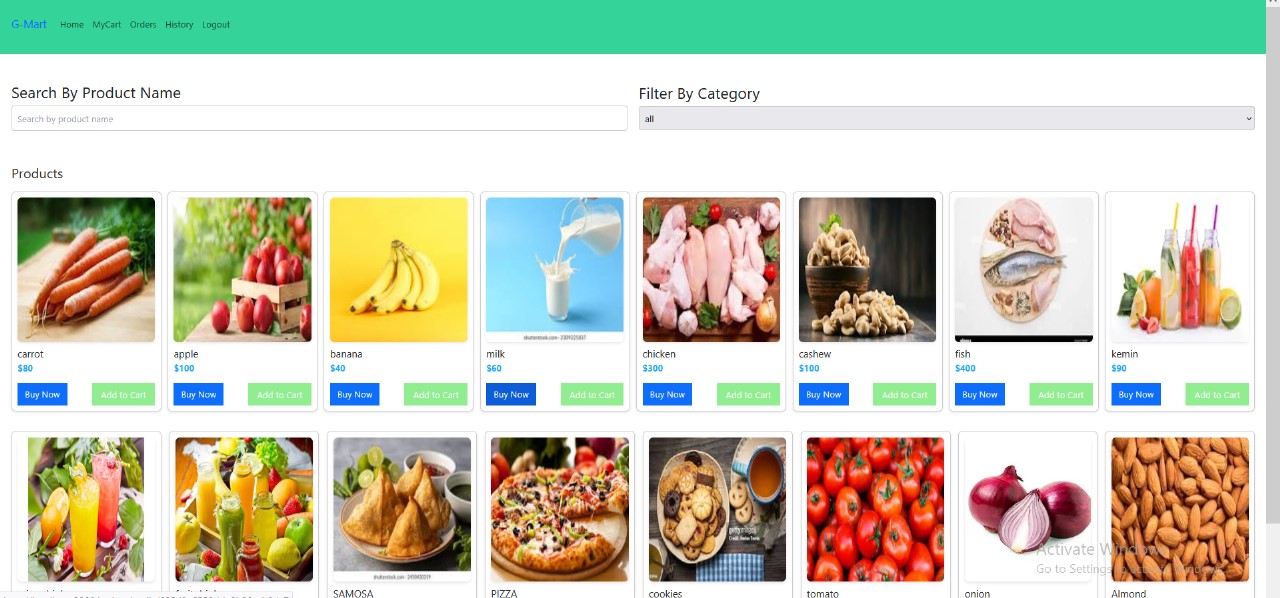 G-Mart Home MyCart Orders History Logout
Search By Product Name Filter By Category
Search by product name all
Products
carrot apple banana milk chicken cashew fish kemin
$80 $100 $40 $60 $300 $100 $400 $90
Buy Now Add to Cart Buy Now Add to Cart Buy Now Add to Cart Buy Now Add to Cart Buy Now Add to Cart Buy Now Add to Cart Buy Now Add to Cart Buy Now Add to Cart
Activate Windows
Go to Settings to activate Windows.
SAMOSA PIZZA cookies tomato onion Almond